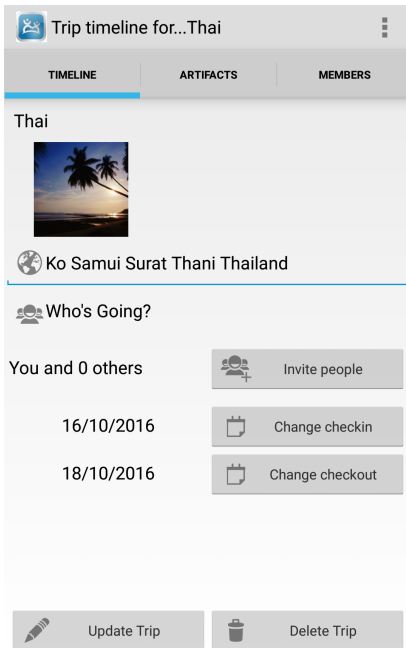 Trip timeline for...Thai
TIMELINE ARTIFACTS MEMBERS
Thai
Ko Samui Surat Thani Thailand
Who's Going?
You and 0 others Invite people
16/10/2016 Change checkin
18/10/2016 Change checkout
Update Trip Delete Trip